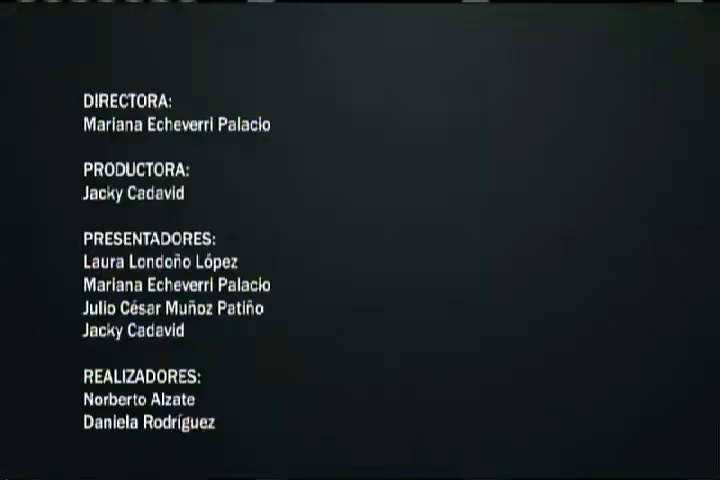 DIRECTORA:
Mariana Echeverri Palacio
PRODUCTORA:
Jacky Cadavid
PRESENTADORES:
Laura Londoño López
Mariana Echeverri Palacio
Julio César Muñoz Patiño
Jacky Cadavid
REALIZADORES:
Norberto Alzate
Daniela Rodríguez